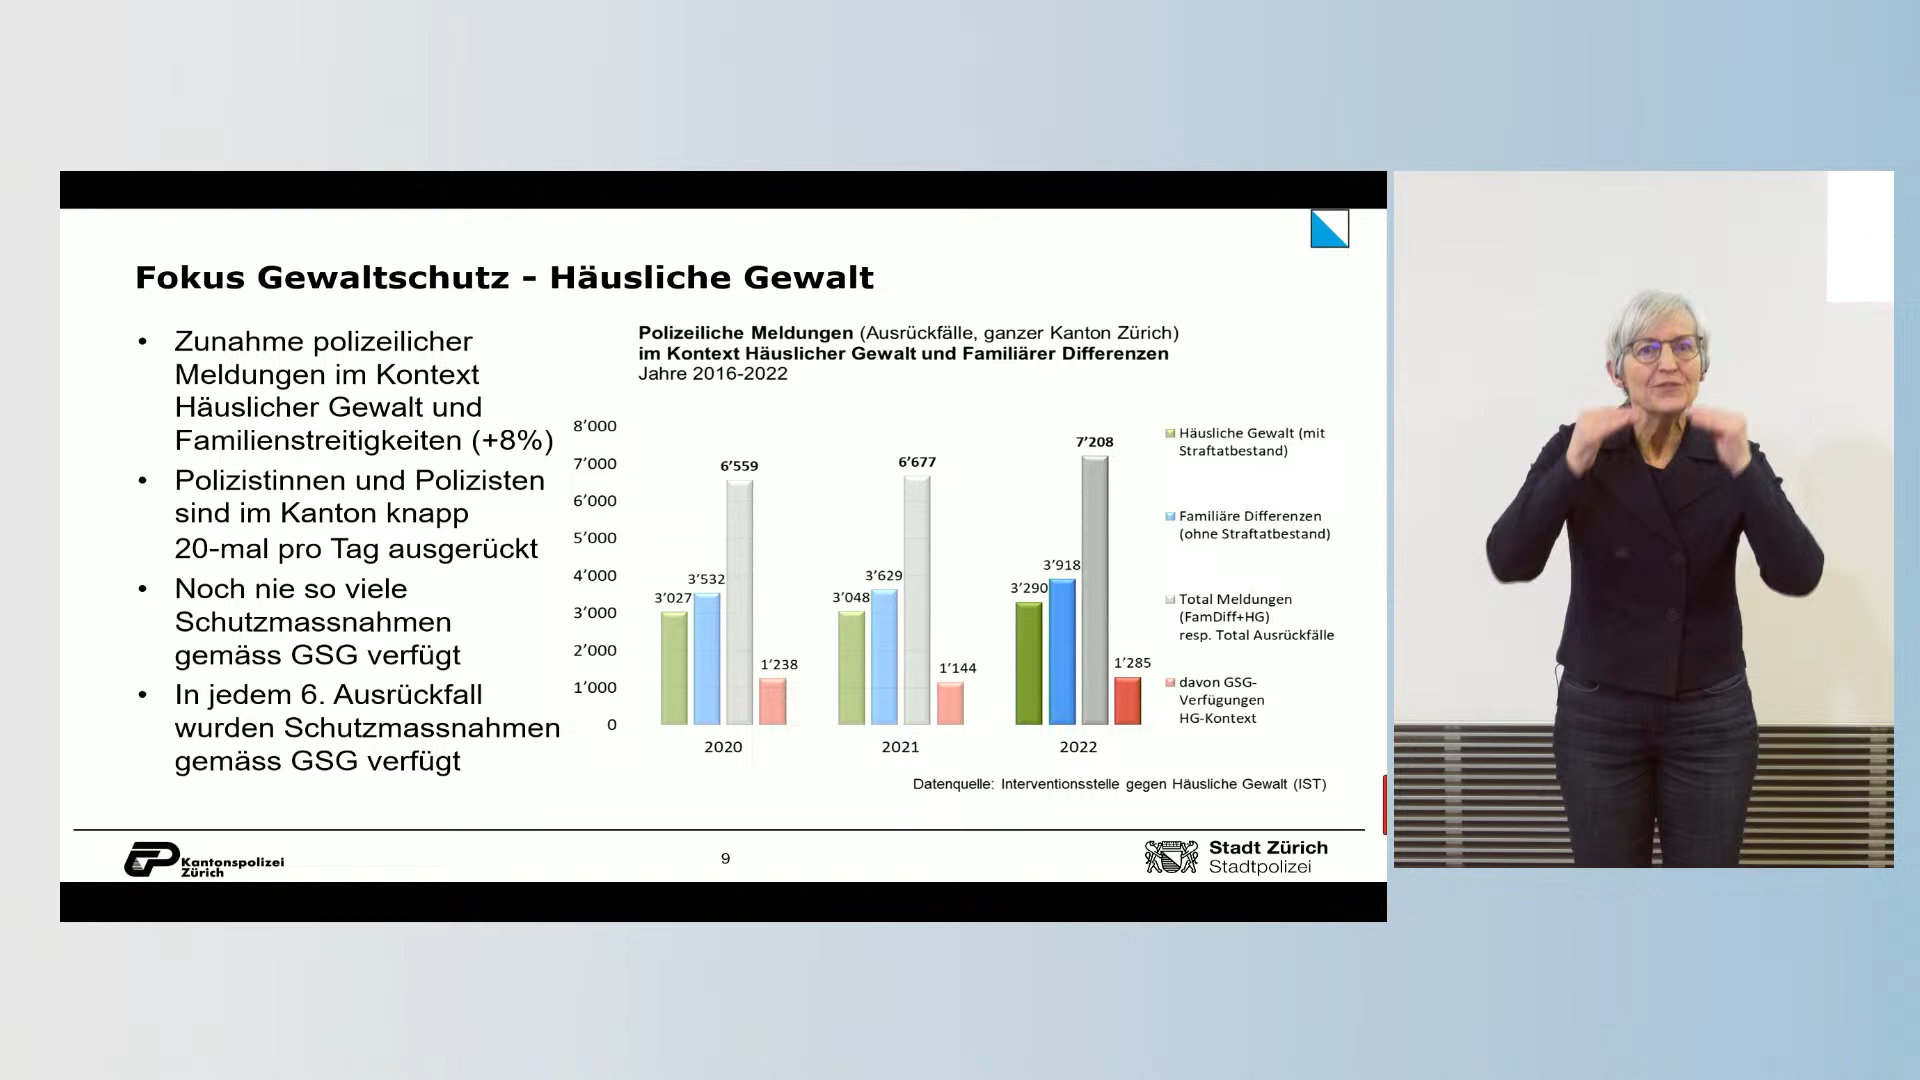 Fokus Gewaltschutz – Häusliche Gewalt
• Zunahme polizeilicher
Meldungen im Kontext
Häuslicher Gewalt und
Familienstreitigkeiten (+8%)
• Polizistinnen und Polizisten
sind im Kanton knapp
20-mal pro Tag ausgerückt
• Noch nie so viele
Schutzmassnahmen
gemäss GSG verfügt
• In jedem 6. Ausrückfall
wurden Schutzmassnahmen
gemäss GSG verfügt
Polizeiliche Meldungen (Ausrückfälle, ganzer Kanton Zürich)
im Kontext Häuslicher Gewalt und Familiärer Differenzen
Jahre 2016-2022
8’000
7’000
6’000
5’000
4’000
3’000
2’000
1’000
0
3’027
3’532
6’559
1’238
3’048
3’629
6’677
1’144
3’290
3’918
7’208
1’285
2020
2021
2022
Häusliche Gewalt (mit
Straftatbestand)
Familiäre Differenzen
(ohne Straftatbestand)
Total Meldungen
(FamDiff+HG)
resp. Total Ausrückfälle
davon GSG-
Verfügungen
HG-Kontext
Datenquelle: Interventionsstelle gegen Häusliche Gewalt (IST)
Kantonspolizei
Zürich
9
Stadt Zürich
Stadtpolizei